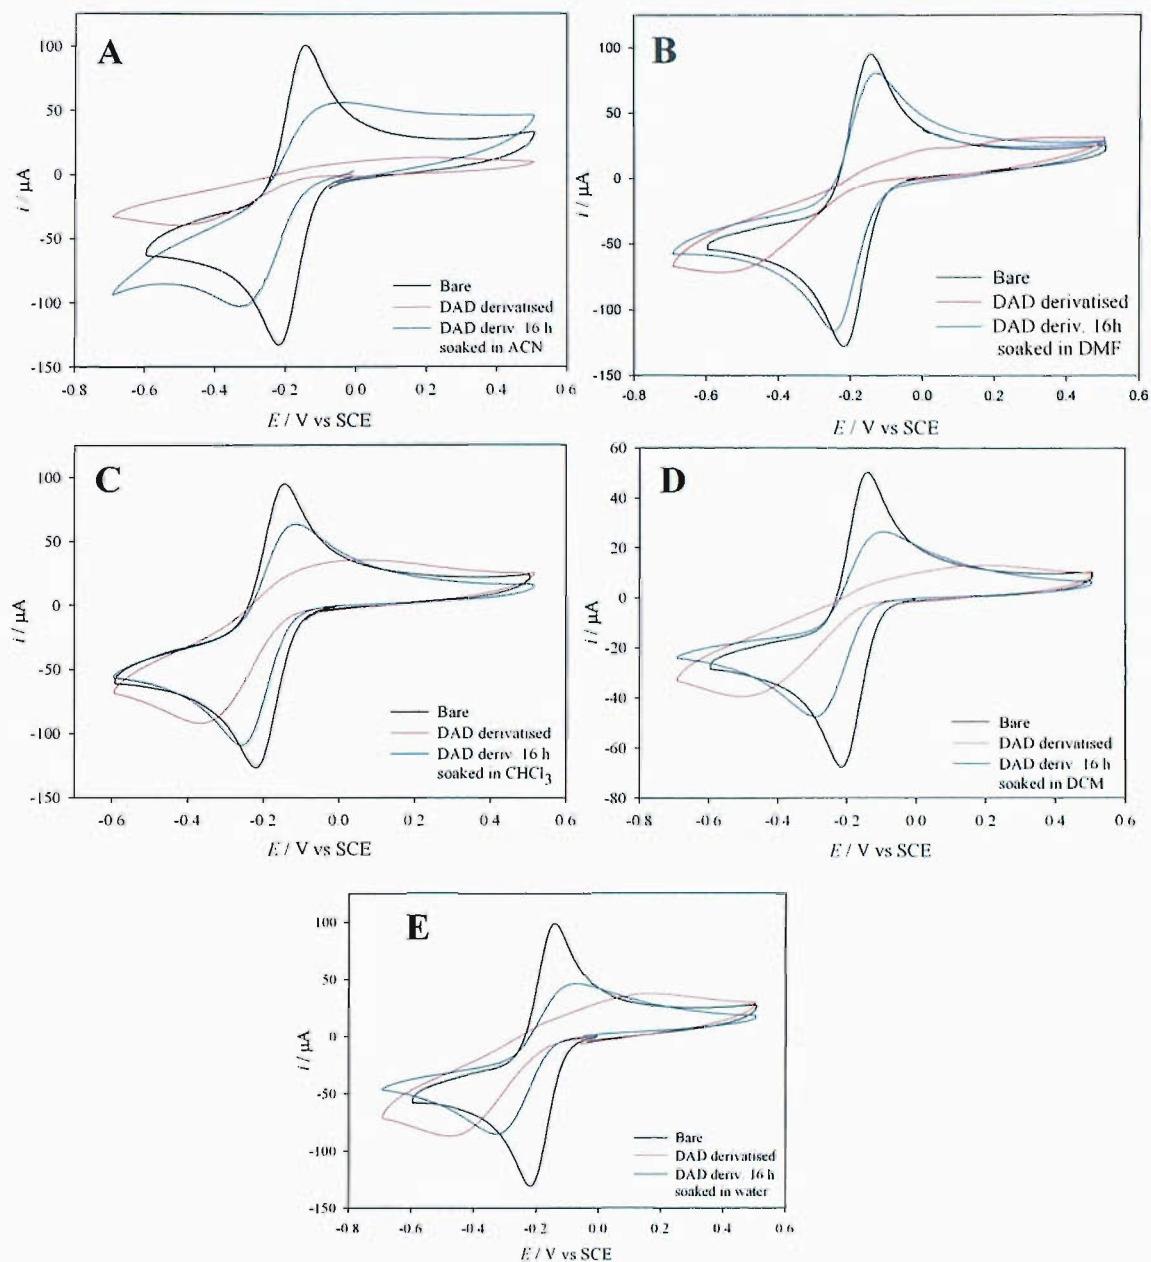 A
100
50
0
-50
-100
-150
i / µA
Bare
DAD derivatised
DAD deriv. 16 h
soaked in ACN
-0.8 -0.6 -0.4 -0.2 0.0 0.2 0.4 0.6
E / V vs SCE
B
100
50
0
-50
-100
-150
i / µA
Bare
DAD derivatised
DAD deriv. 16h
soaked in DMF
-0.8 -0.6 -0.4 -0.2 0.0 0.2 0.4 0.6
E / V vs SCE
C
100
50
0
-50
-100
-150
i / µA
Bare
DAD derivatised
DAD deriv. 16 h
soaked in CHCl3
-0.6 -0.4 -0.2 0.0 0.2 0.4 0.6
E / V vs SCE
D
60
40
20
0
-20
-40
-60
-80
i / µA
Bare
DAD derivatised
DAD deriv. 16 h
soaked in DCM
-0.8 -0.6 -0.4 -0.2 0.0 0.2 0.4 0.6
E / V vs SCE
E
100
50
0
-50
-100
-150
i / µA
Bare
DAD derivatised
DAD deriv. 16 h
soaked in water
-0.8 -0.6 -0.4 -0.2 0.0 0.2 0.4 0.6
E / V vs SCE